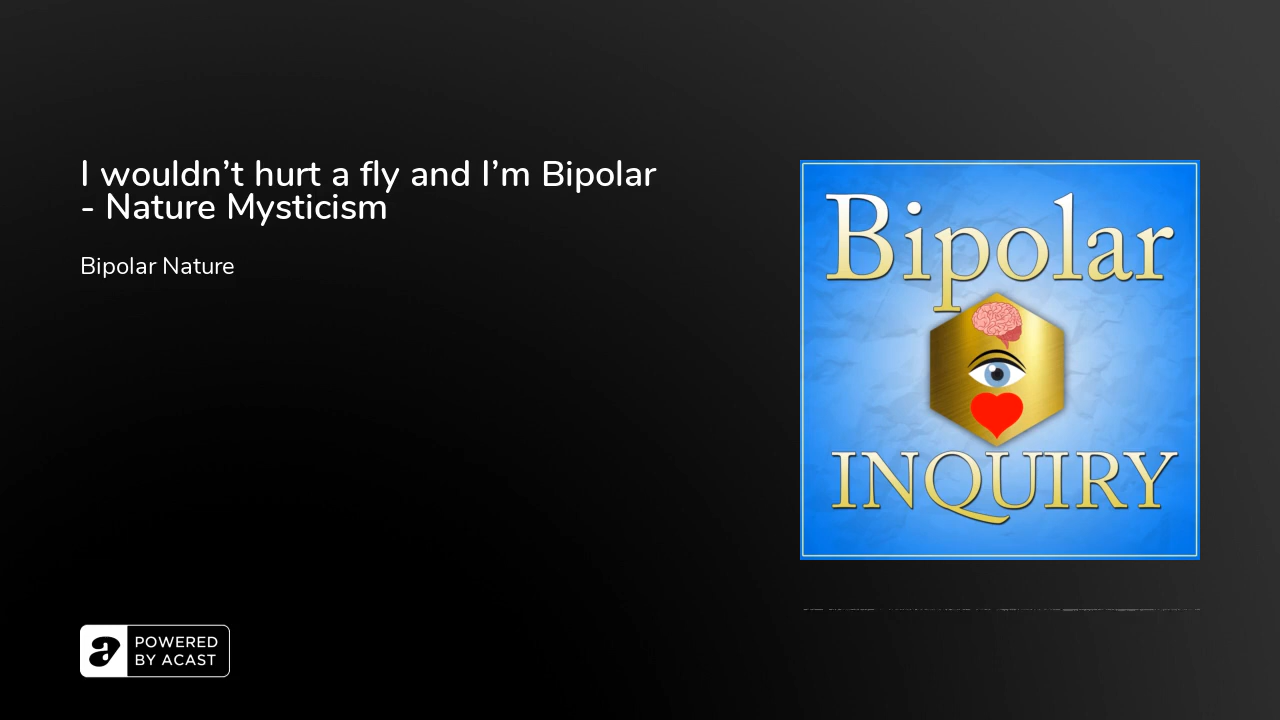 I wouldn’t hurt a fly and I’m Bipolar
- Nature Mysticism
Bipolar Nature
Bipolar
INQUIRY
a
POWERED
BY ACAST